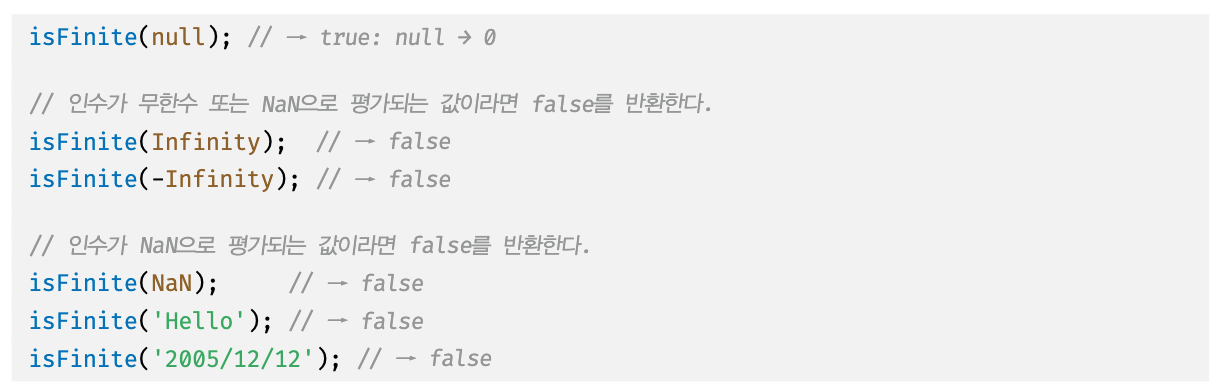 isFinite(null); // → true: null → 0
// 인수가 무한수 또는 NaN으로 평가되는 값이라면 false를 반환한다.
isFinite(Infinity);  // → false
isFinite(-Infinity); // → false
// 인수가 NaN으로 평가되는 값이라면 false를 반환한다.
isFinite(NaN);     // → false
isFinite('Hello'); // → false
isFinite('2005/12/12'); // → false